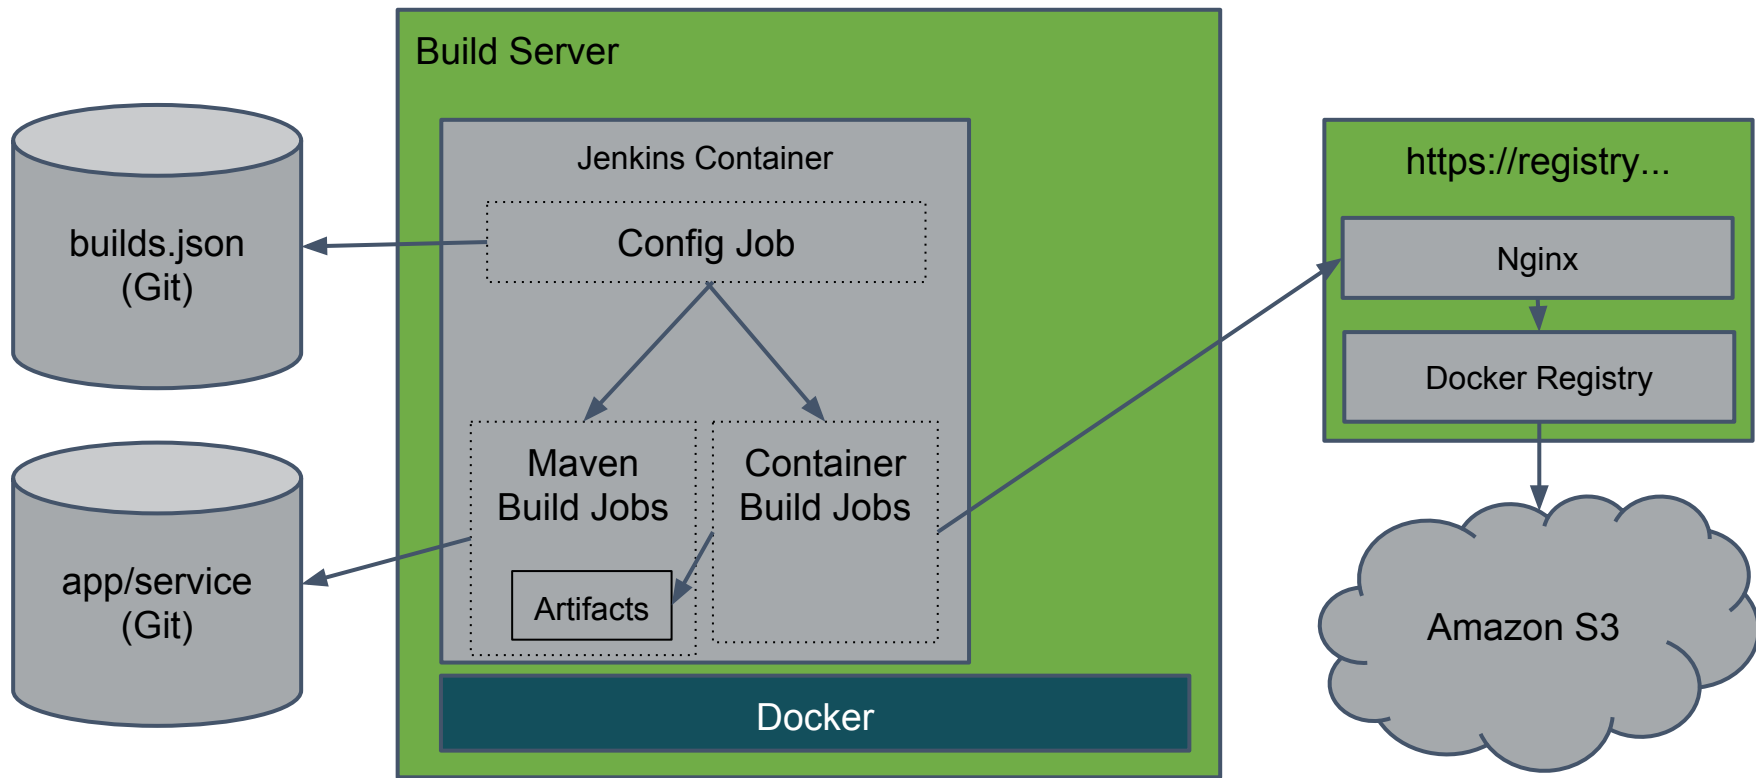 Build Server
Jenkins Container
Config Job
builds.json
(Git)
https://registry...
Nginx
Docker Registry
Maven
Build Jobs
Container
Build Jobs
Artifacts
app/service
(Git)
Amazon S3
Docker